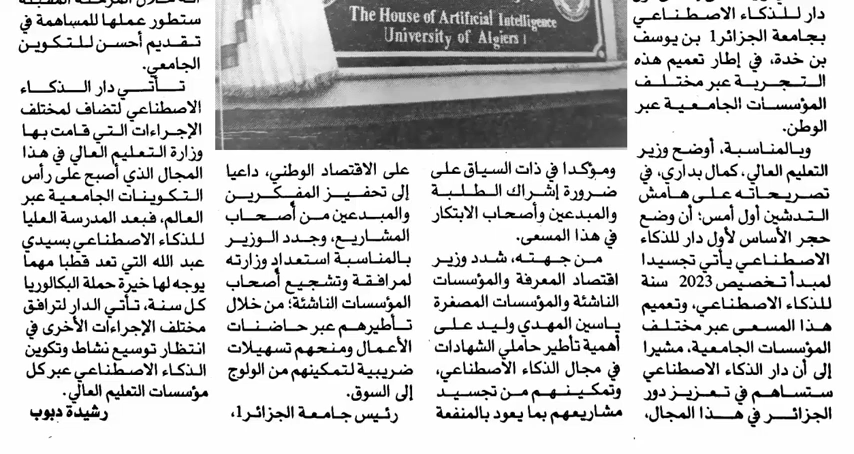 The House of Artificial Intelligence
University of Algiers 1
دار للذكاء الاصطناعي
بجامعة الجزائر1 بن يوسف
بن خدة، في إطار تعميم هذه
التجربة عبر مختلف
المؤسسات الجامعية عبر
الوطن.
وبالمناسبة، أوضح وزير
التعليم العالي، كمال بداري، في
تصريحاته على هامش
التدشين أول أمس؛ أن وضع
حجر الأساس لأول دار للذكاء
الاصطناعي يأتي تجسيدا
لمبدأ تخصيص 2023 سنة
للذكاء الاصطناعي، وتعميم
هذا المسعى عبر مختلف
المؤسسات الجامعية، مشيرا
إلى أن دار الذكاء الاصطناعي
ستساهم في تعزيز دور
الجزائر في هذا المجال،
ومؤكدا في ذات السياق على
ضرورة إشراك الطلبة
والمبدعين وأصحاب الابتكار
في هذا المسعى.
من جهته، شدد وزير
اقتصاد المعرفة والمؤسسات
الناشئة والمؤسسات المصغرة
ياسين المهدي وليد على
أهمية تأطير حاملي الشهادات
في مجال الذكاء الاصطناعي،
وتمكينهم من تجسيد
مشاريعهم بما يعود بالمنفعة
على الاقتصاد الوطني، داعيا
إلى تحفيز المفكرين
والمبدعين من أصحاب
المشاريع، وجدد الوزير
بالمناسبة استعداد وزارته
لمرافقة وتشجيع أصحاب
المؤسسات الناشئة؛ من خلال
تأطيرهم عبر حاضنات
الأعمال ومنحهم تسهيلات
ضريبية لتمكينهم من الولوج
إلى السوق.
رئيس جامعة الجزائر1،
ستطور عملها للمساهمة في
تقديم أحسن للتكوين
الجامعي.
تأتي دار الذكاء
الاصطناعي لتضاف لمختلف
الإجراءات التي قامت بها
وزارة التعليم العالي في هذا
المجال الذي أصبح على رأس
التكوينات الجامعية عبر
العالم، فبعد المدرسة العليا
للذكاء الاصطناعي بسيدي
عبد الله التي تعد قطبا مهما
يوجه لها خيرة حملة البكالوريا
كل سنة، تأتي الدار لترافق
مختلف الإجراءات الأخرى في
انتظار توسيع نشاط وتكوين
الذكاء الاصطناعي عبر كل
مؤسسات التعليم العالي.
رشيدة دبوب